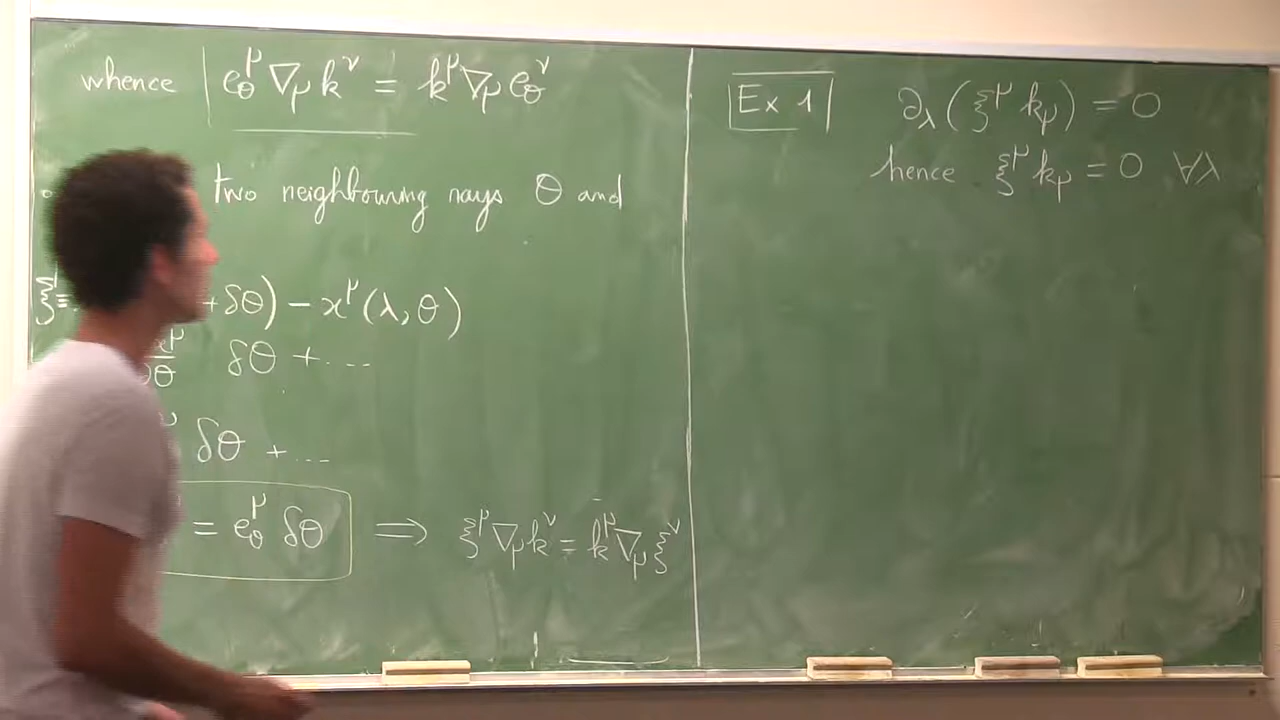 whence e_θ^μ ∇_μ k^ν = k^μ ∇_μ e_θ^ν
two neighbouring rays θ and
ξ^μ = + δθ) − x^μ(λ, θ)
δθ + ...
δθ + ...
= e_θ^μ δθ ⟹ ξ^μ ∇_μ k^ν = k^μ ∇_μ ξ^ν
Ex 1 ∂_λ(ξ^μ k_μ) = 0
hence ξ^μ k_μ = 0 ∀λ